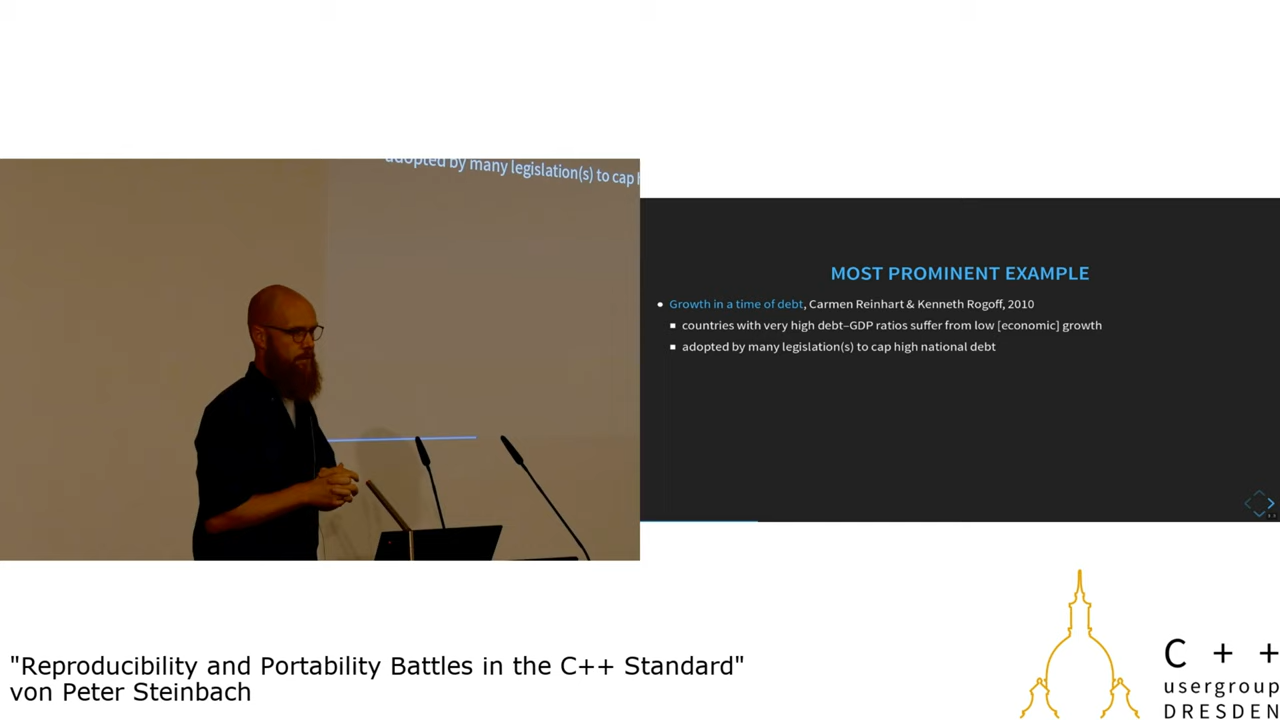 adopted by many legislation(s) to cap
MOST PROMINENT EXAMPLE
• Growth in a time of debt, Carmen Reinhart & Kenneth Rogoff, 2010
▪ countries with very high debt–GDP ratios suffer from low [economic] growth
▪ adopted by many legislation(s) to cap high national debt
"Reproducibility and Portability Battles in the C++ Standard"
von Peter Steinbach
C + +
usergroup
DRESDEN